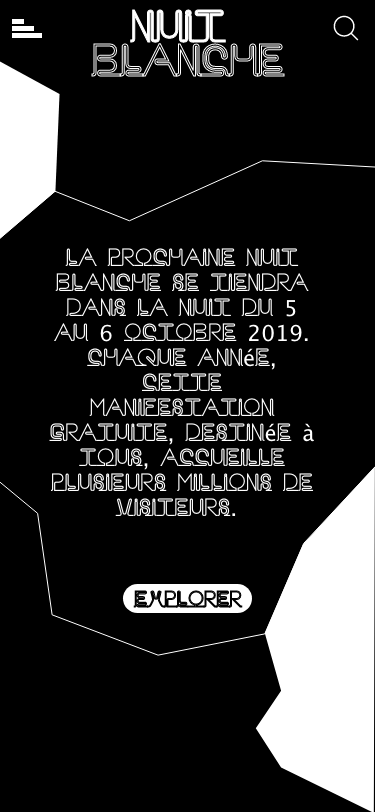 NUIT
BLANCHE
LA PROCHAINE NUIT
BLANCHE SE TIENDRA
DANS LA NUIT DU 5
AU 6 OCTOBRE 2019.
CHAQUE ANNéE,
CETTE
MANIFESTATION
GRATUITE, DESTINéE à
TOUS, ACCUEILLE
PLUSIEURS MILLIONS DE
VISITEURS.
EXPLORER